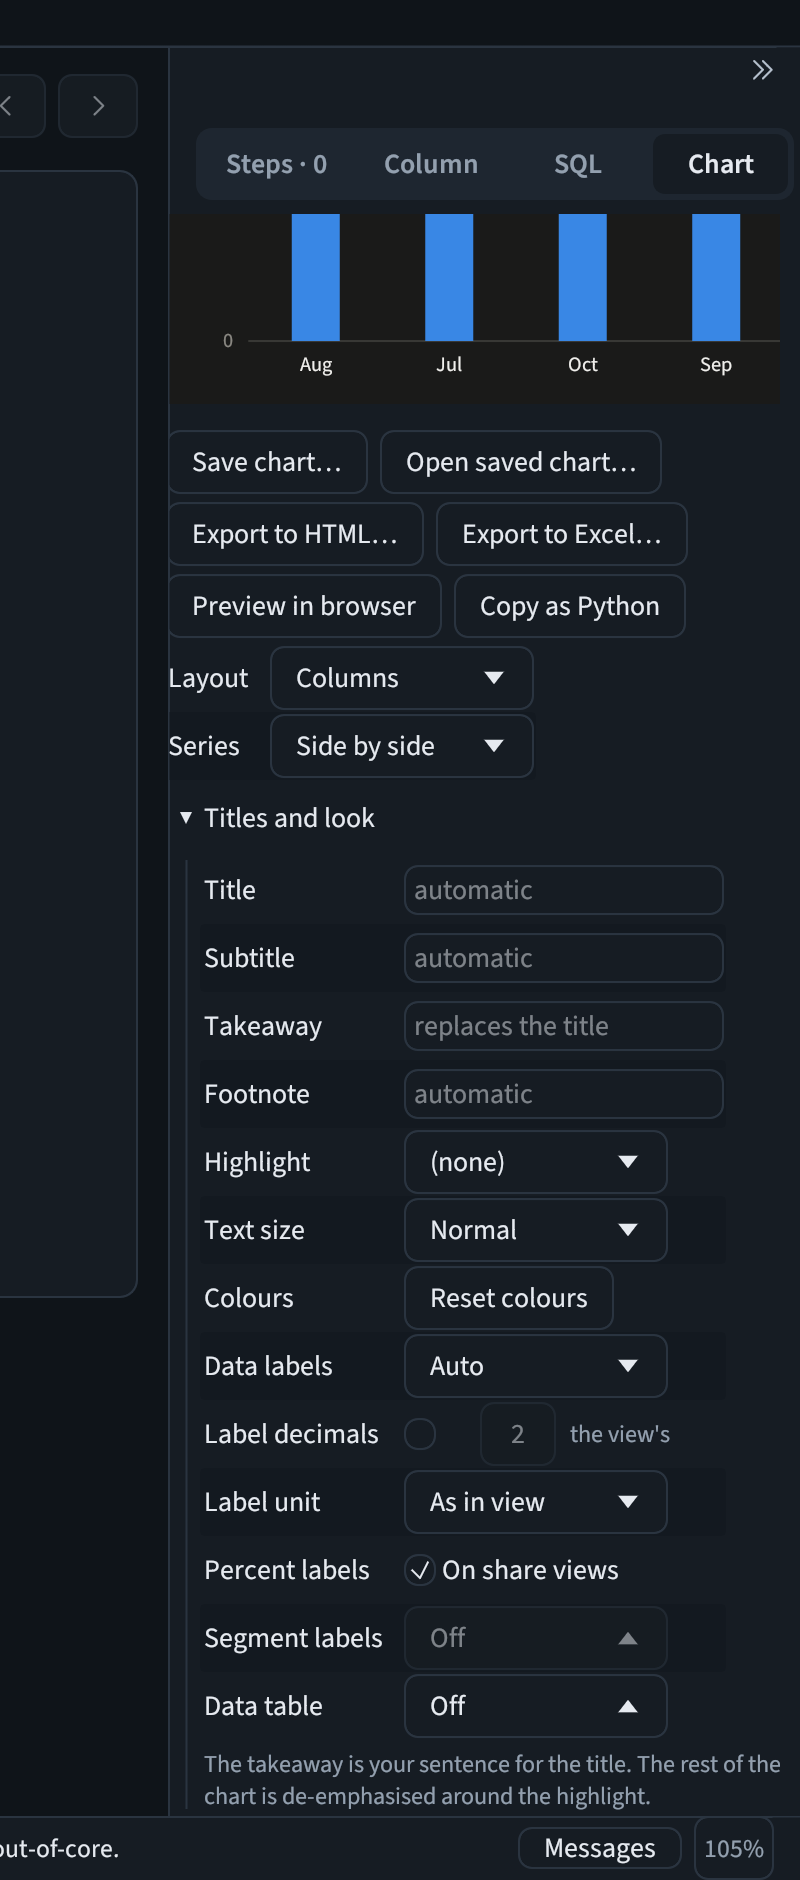 Steps · 0 Column SQL Chart
0
Aug Jul Oct Sep
Save chart… Open saved chart…
Export to HTML… Export to Excel…
Preview in browser Copy as Python
Layout Columns
Series Side by side
Titles and look
Title automatic
Subtitle automatic
Takeaway replaces the title
Footnote automatic
Highlight (none)
Text size Normal
Colours Reset colours
Data labels Auto
Label decimals 2 the view's
Label unit As in view
Percent labels On share views
Segment labels Off
Data table Off
The takeaway is your sentence for the title. The rest of the
chart is de-emphasised around the highlight.
out-of-core. Messages 105%